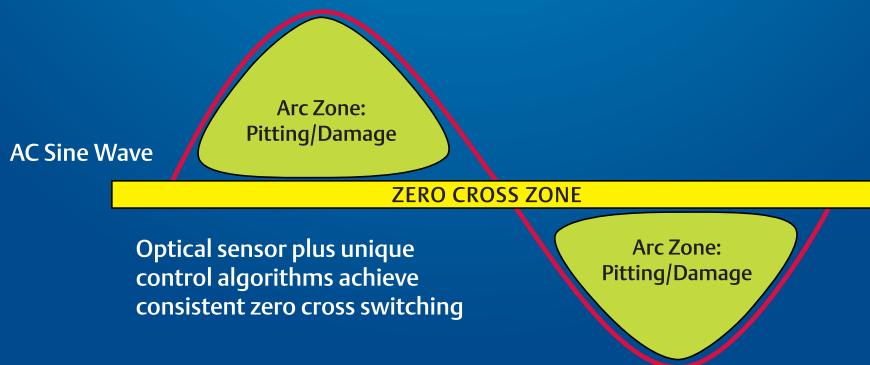 Arc Zone:
Pitting/Damage
AC Sine Wave
ZERO CROSS ZONE
Optical sensor plus unique
control algorithms achieve
consistent zero cross switching
Arc Zone:
Pitting/Damage